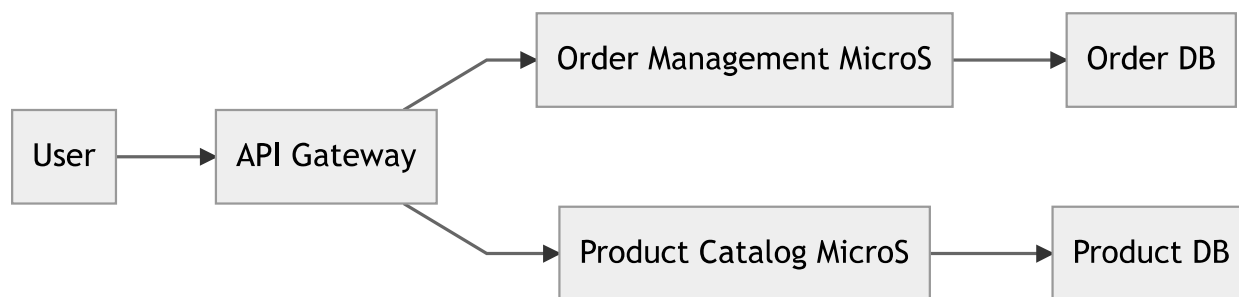 User
API Gateway
Order Management MicroS
Order DB
Product Catalog MicroS
Product DB